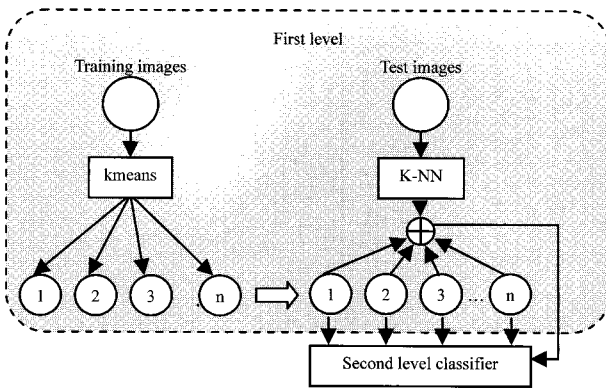 First level
Training images
Test images
kmeans
K-NN
1 2 3 . n
1 2 3 ... n
Second level classifier